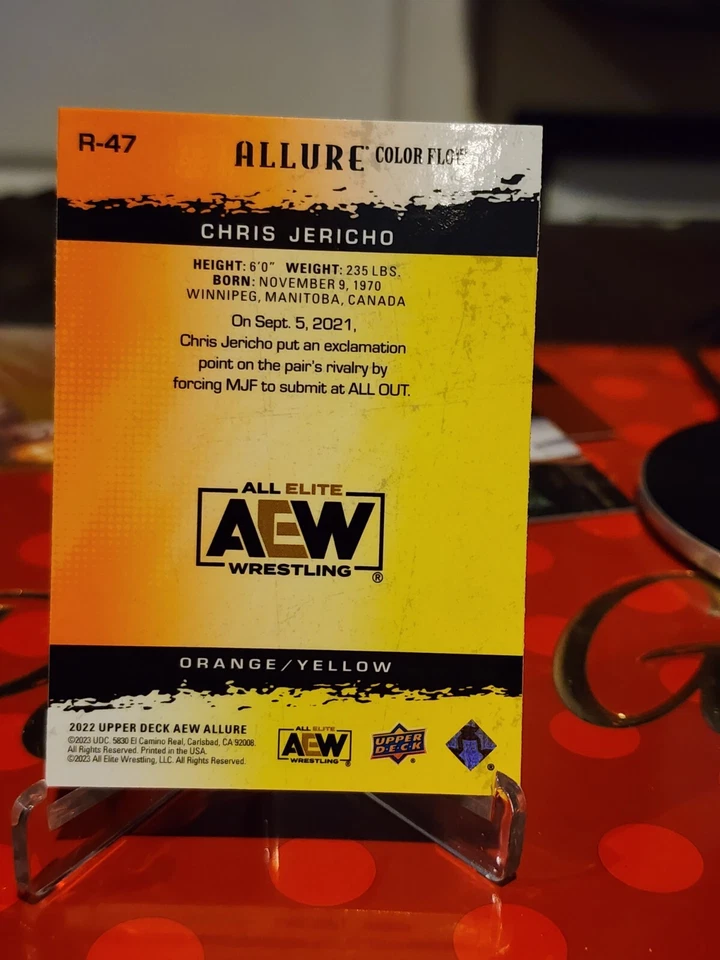 R-47
ALLURE COLOR FLOW
CHRIS JERICHO
HEIGHT: 6'0" WEIGHT: 235 LBS.
BORN: NOVEMBER 9, 1970
WINNIPEG, MANITOBA, CANADA
On Sept. 5, 2021,
Chris Jericho put an exclamation
point on the pair's rivalry by
forcing MJF to submit at ALL OUT.
ALL ELITE
AEW
WRESTLING ®
ORANGE/YELLOW
2022 UPPER DECK AEW ALLURE
©2023 UDC. 5830 El Camino Real, Carlsbad, CA 92008.
All Rights Reserved. Printed in the USA.
©2023 All Elite Wrestling, LLC. All Rights Reserved.
ALL ELITE
AEW
WRESTLING ®
UPPER
DECK
®
G